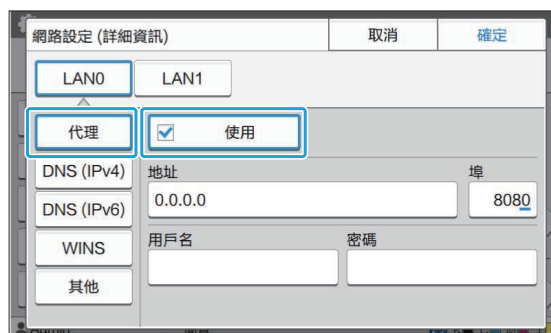 網路設定 (詳細資訊) 取消 確定
LAN0 LAN1
代理 使用
DNS (IPv4) 地址 埠
DNS (IPv6) 0.0.0.0 8080
WINS 用戶名 密碼
其他